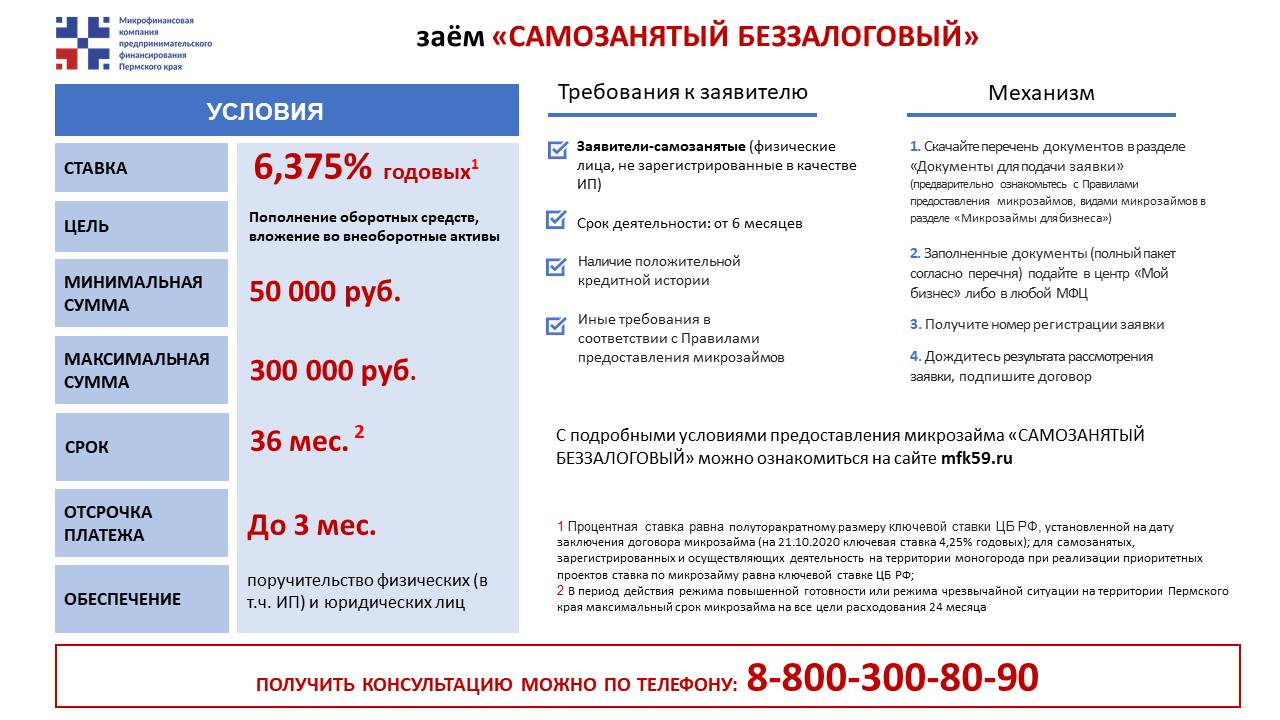 Микрофинансовая
компания
предпринимательского
финансирования
Пермского края
заём «САМОЗАНЯТЫЙ БЕЗЗАЛОГОВЫЙ»
УСЛОВИЯ
СТАВКА
6,375% годовых1
ЦЕЛЬ
Пополнение оборотных средств,
вложение во внеоборотные активы
МИНИМАЛЬНАЯ
СУММА
50 000 руб.
МАКСИМАЛЬНАЯ
СУММА
300 000 руб.
СРОК
36 мес. 2
ОТСРОЧКА
ПЛАТЕЖА
До 3 мес.
ОБЕСПЕЧЕНИЕ
поручительство физических (в
т.ч. ИП) и юридических лиц
Требования к заявителю
Заявители-самозанятые (физические
лица, не зарегистрированные в качестве
ИП)
Срок деятельности: от 6 месяцев
Наличие положительной
кредитной истории
Иные требования в
соответствии с Правилами
предоставления микрозаймов
Механизм
1. Скачайте перечень документов в разделе
«Документы для подачи заявки»
(предварительно ознакомьтесь с Правилами
предоставления микрозаймов, видами микрозаймов в
разделе «Микрозаймы для бизнеса»)
2. Заполненные документы (полный пакет
согласно перечня) подайте в центр «Мой
бизнес» либо в любой МФЦ
3. Получите номер регистрации заявки
4. Дождитесь результата рассмотрения
заявки, подпишите договор
С подробными условиями предоставления микрозайма «САМОЗАНЯТЫЙ
БЕЗЗАЛОГОВЫЙ» можно ознакомиться на сайте mfk59.ru
1 Процентная ставка равна полуторакратному размеру ключевой ставки ЦБ РФ, установленной на дату
заключения договора микрозайма (на 21.10.2020 ключевая ставка 4,25% годовых); для самозанятых,
зарегистрированных и осуществляющих деятельность на территории моногорода при реализации приоритетных
проектов ставка по микрозайму равна ключевой ставке ЦБ РФ;
2 В период действия режима повышенной готовности или режима чрезвычайной ситуации на территории Пермского
края максимальный срок микрозайма на все цели расходования 24 месяца
ПОЛУЧИТЬ КОНСУЛЬТАЦИЮ МОЖНО ПО ТЕЛЕФОНУ: 8-800-300-80-90